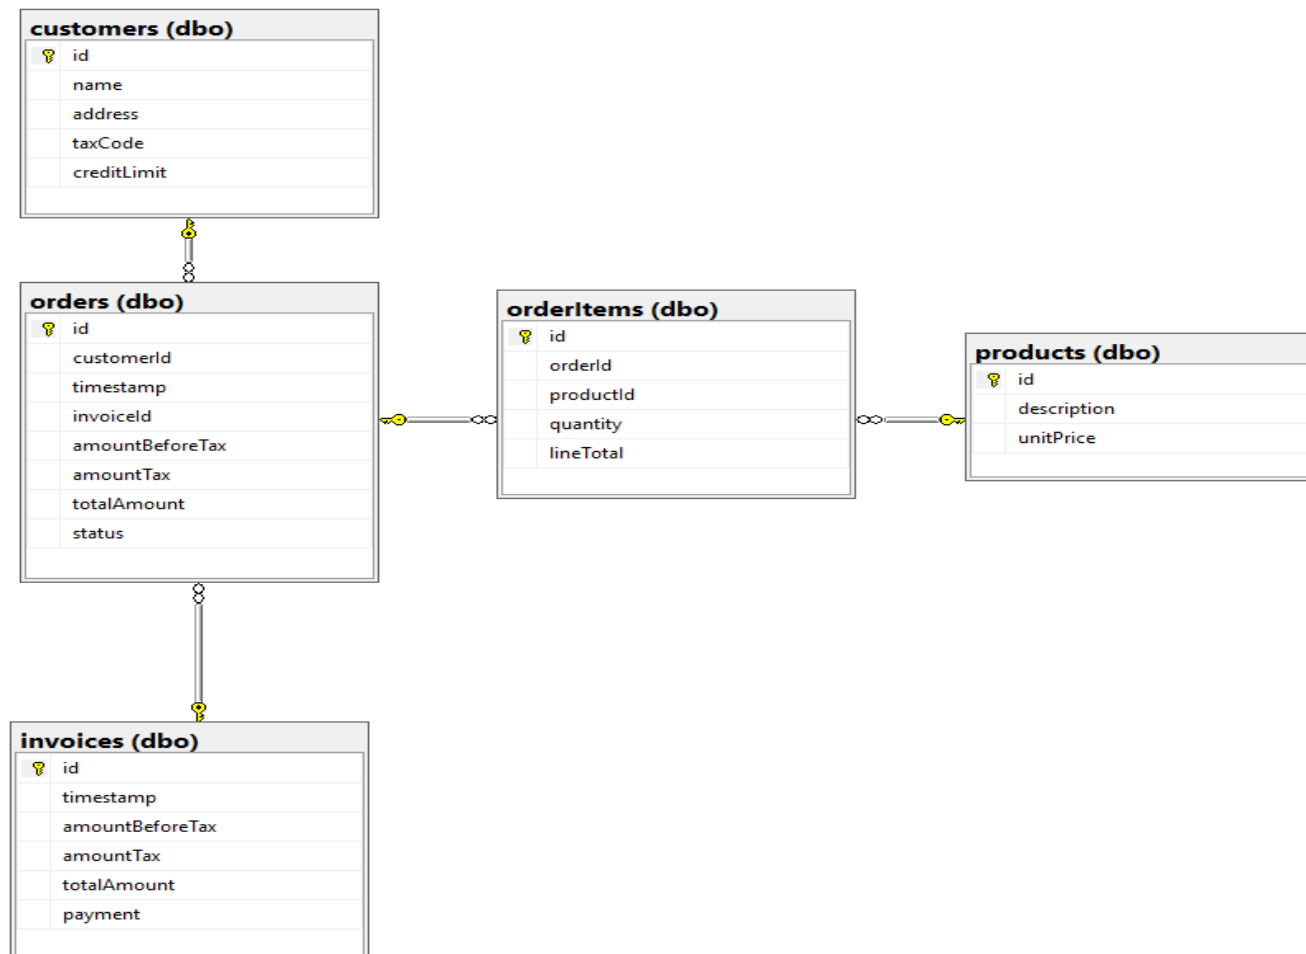 customers (dbo)
id
name
address
taxCode
creditLimit
orders (dbo)
id
customerId
timestamp
invoiceId
amountBeforeTax
amountTax
totalAmount
status
orderItems (dbo)
id
orderId
productId
quantity
lineTotal
products (dbo)
id
description
unitPrice
invoices (dbo)
id
timestamp
amountBeforeTax
amountTax
totalAmount
payment